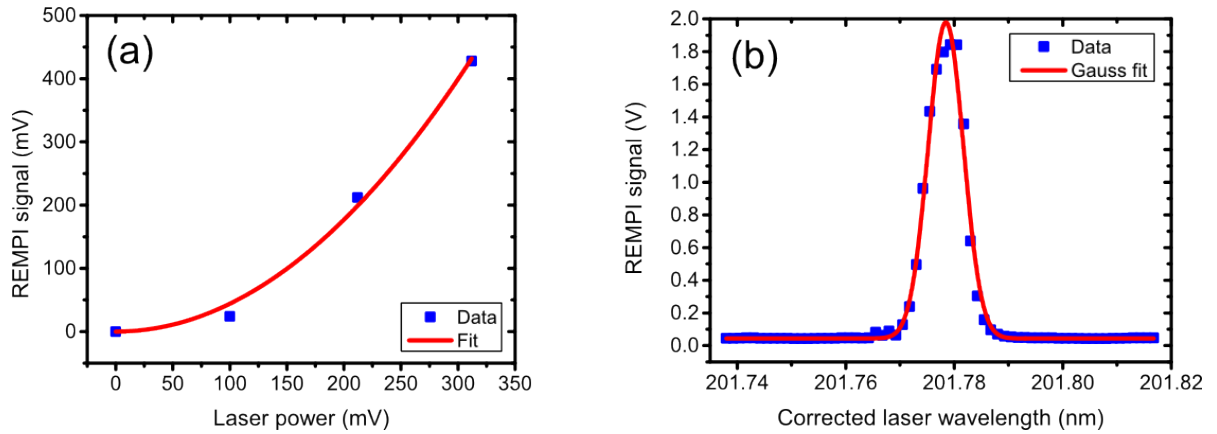 (a)
REMPI signal (mV)
500
400
300
200
100
0
Data
Fit
0 50 100 150 200 250 300 350
Laser power (mV)
(b)
REMPI signal (V)
2.0
1.8
1.6
1.4
1.2
1.0
0.8
0.6
0.4
0.2
0.0
Data
Gauss fit
201.74 201.76 201.78 201.80 201.82
Corrected laser wavelength (nm)